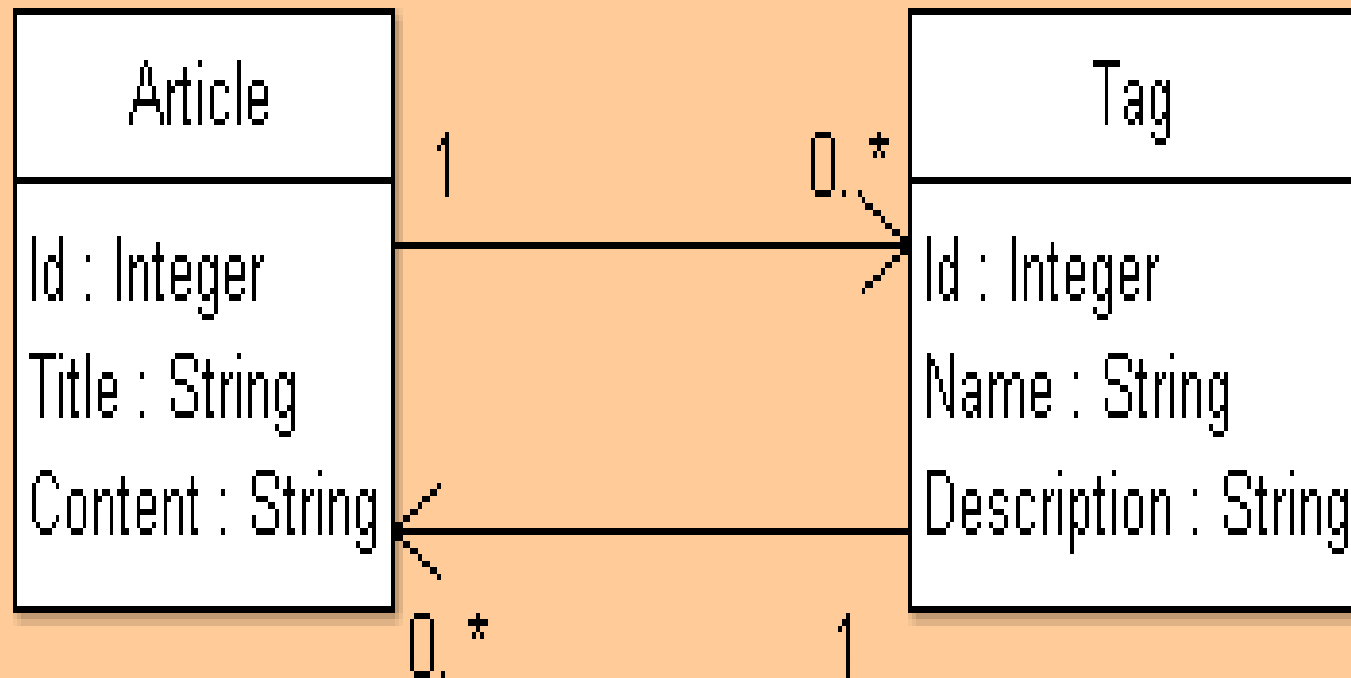 Article
Id : Integer
Title : String
Content : String
1
0..*
Tag
Id : Integer
Name : String
Description : String
0..*
1